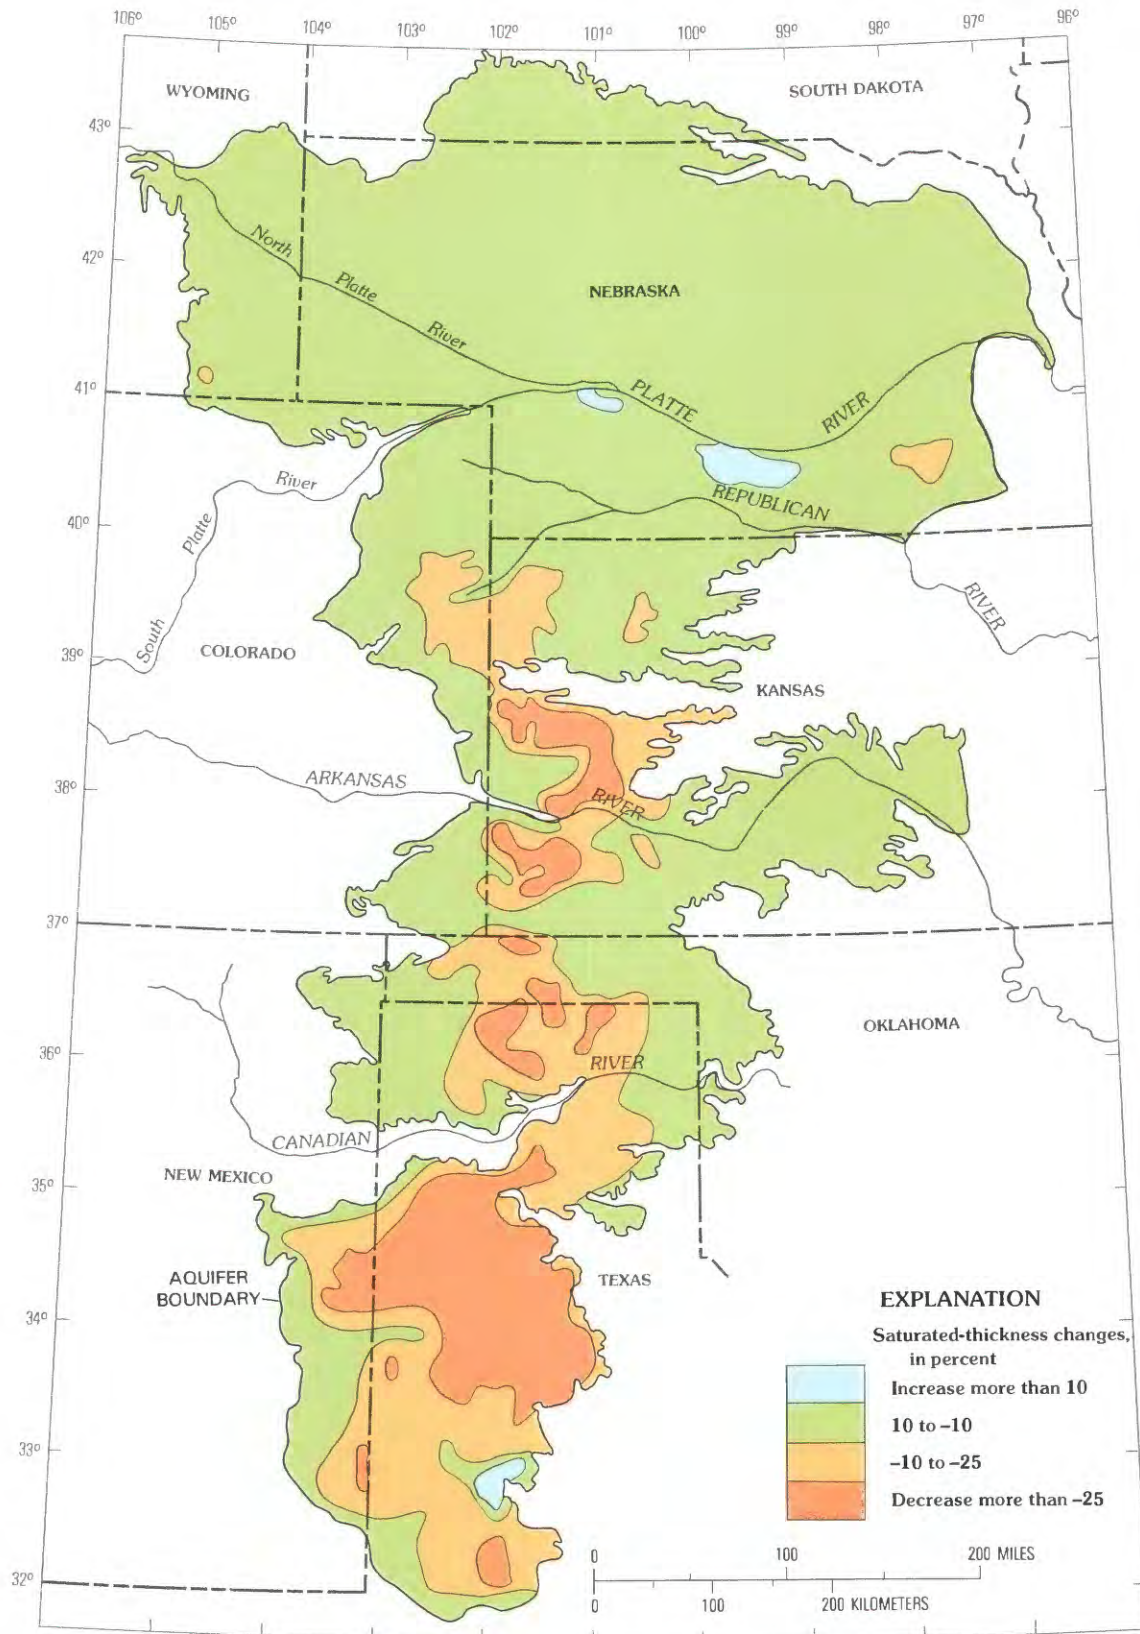 106° 105° 104° 103° 102° 101° 100° 99° 98° 97° 96°
WYOMING
SOUTH DAKOTA
43°
42°
North
Platte
River
NEBRASKA
41°
PLATTE
RIVER
River
REPUBLICAN
40°
Platte
South
RIVER
COLORADO
39°
KANSAS
ARKANSAS
RIVER
38°
37°
OKLAHOMA
36°
RIVER
CANADIAN
NEW MEXICO
35°
AQUIFER
BOUNDARY
TEXAS
34°
EXPLANATION
Saturated-thickness changes,
in percent
Increase more than 10
10 to –10
–10 to –25
Decrease more than –25
33°
32°
0 100 200 MILES
0 100 200 KILOMETERS